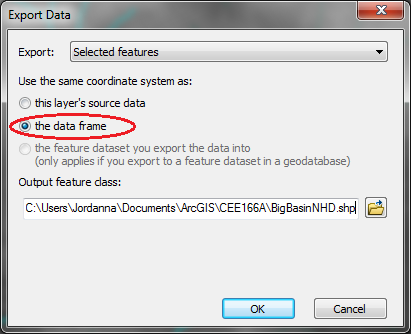 Export Data
Export: Selected features
Use the same coordinate system as:
this layer's source data
the data frame
the feature dataset you export the data into
(only applies if you export to a feature dataset in a geodatabase)
Output feature class:
C:\Users\Jordanna\Documents\ArcGIS\CEE166A\BigBasinNHD.shp
OK Cancel